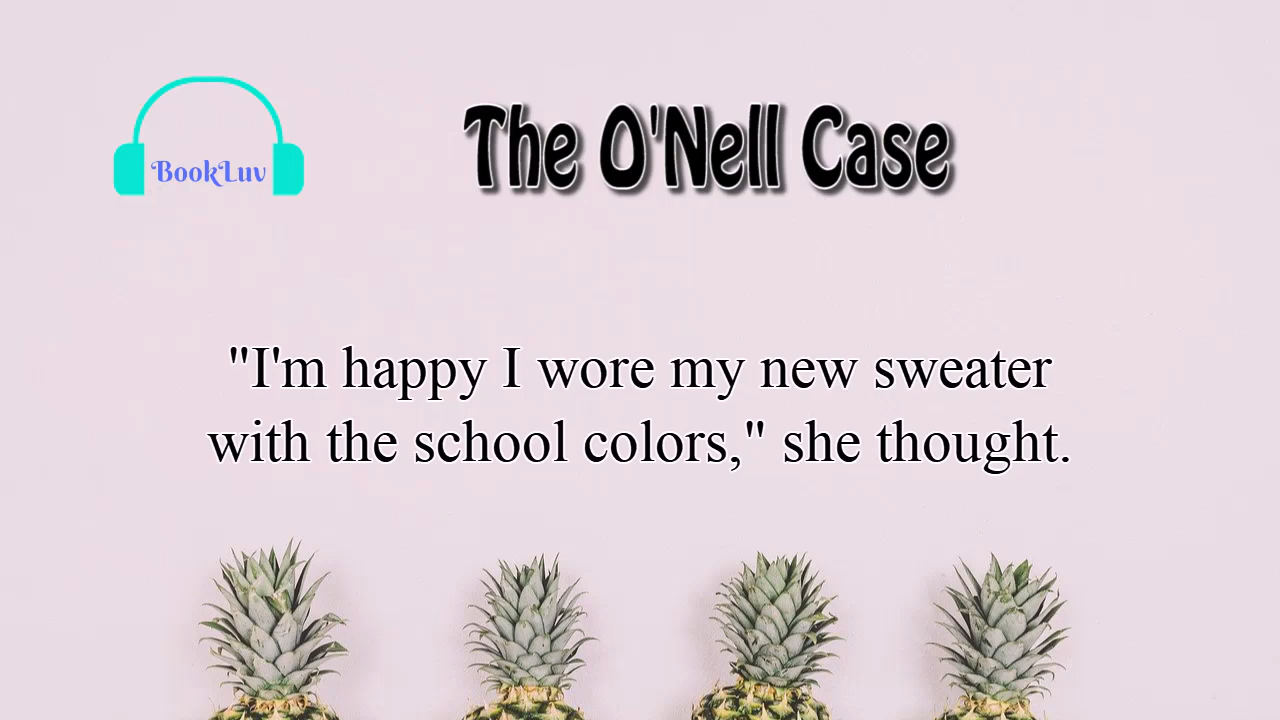 BookLuv
The O'Nell Case
"I'm happy I wore my new sweater
with the school colors," she thought.